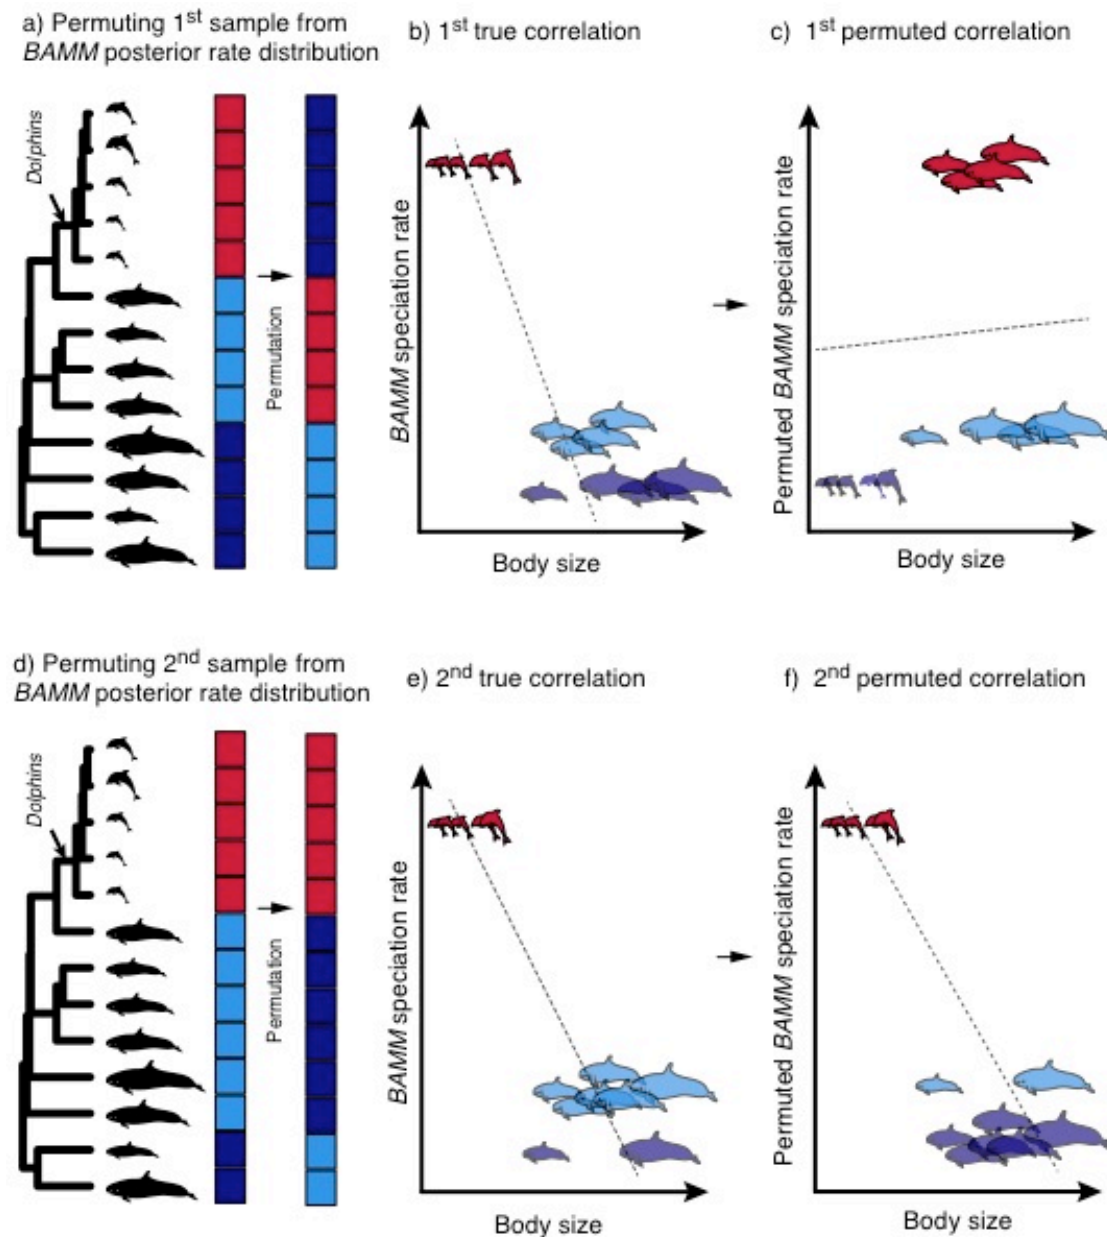 a) Permuting 1st sample from
BAMM posterior rate distribution
b) 1st true correlation
c) 1st permuted correlation
Dolphins
Permutation
BAMM speciation rate
Body size
Permuted BAMM speciation rate
Body size
d) Permuting 2nd sample from
BAMM posterior rate distribution
e) 2nd true correlation
f) 2nd permuted correlation
Dolphins
Permutation
BAMM speciation rate
Body size
Permuted BAMM speciation rate
Body size